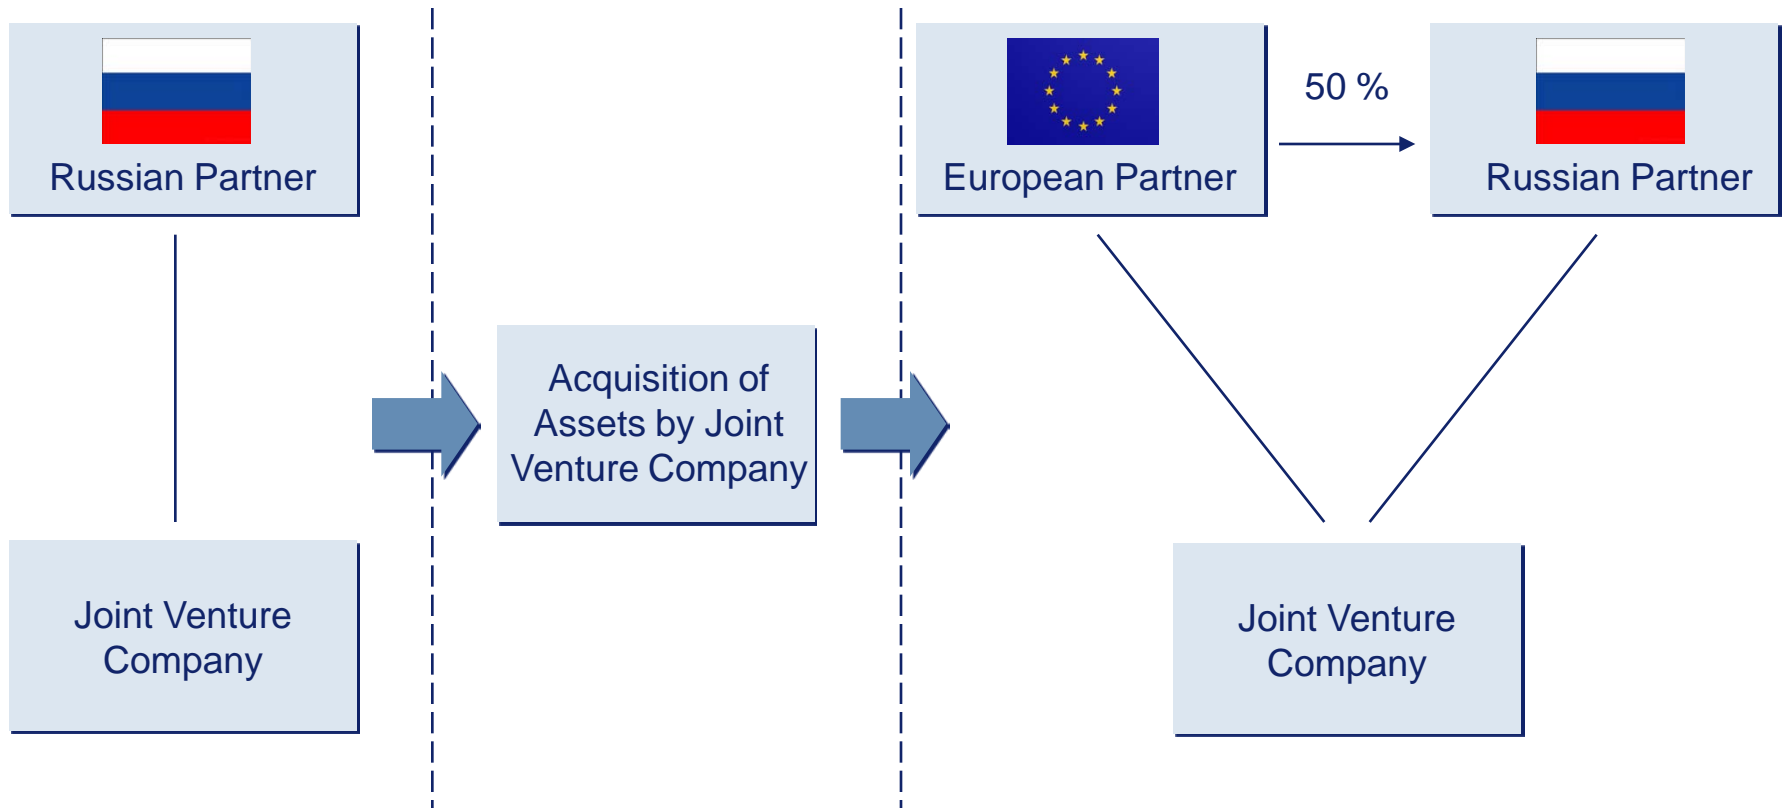 Russian Partner
Joint Venture
Company
Acquisition of
Assets by Joint
Venture Company
European Partner
50 %
Russian Partner
Joint Venture
Company